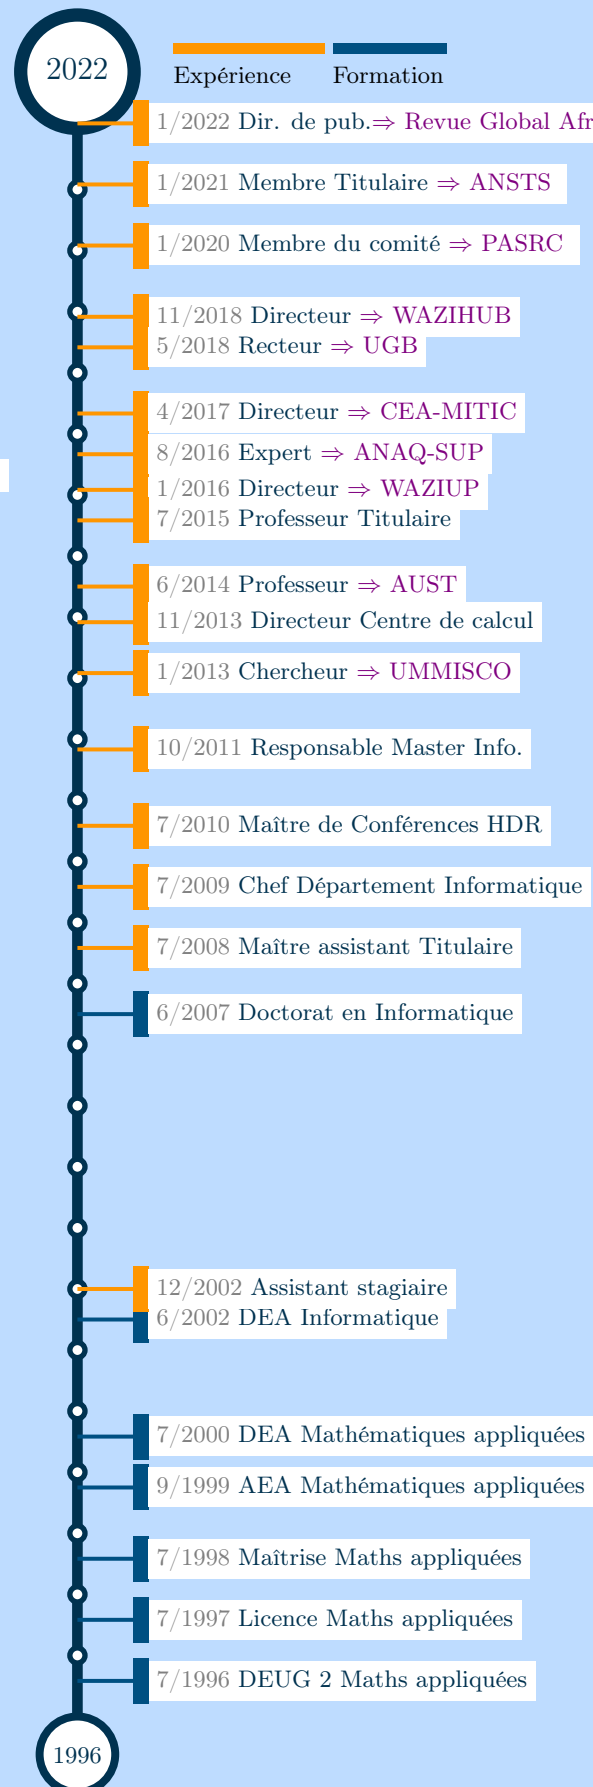 2022
Expérience Formation
1/2022 Dir. de pub.⇒ Revue Global Afr
1/2021 Membre Titulaire ⇒ ANSTS
1/2020 Membre du comité ⇒ PASRC
11/2018 Directeur ⇒ WAZIHUB
5/2018 Recteur ⇒ UGB
4/2017 Directeur ⇒ CEA-MITIC
8/2016 Expert ⇒ ANAQ-SUP
1/2016 Directeur ⇒ WAZIUP
7/2015 Professeur Titulaire
6/2014 Professeur ⇒ AUST
11/2013 Directeur Centre de calcul
1/2013 Chercheur ⇒ UMMISCO
10/2011 Responsable Master Info.
7/2010 Maître de Conférences HDR
7/2009 Chef Département Informatique
7/2008 Maître assistant Titulaire
6/2007 Doctorat en Informatique
12/2002 Assistant stagiaire
6/2002 DEA Informatique
7/2000 DEA Mathématiques appliquées
9/1999 AEA Mathématiques appliquées
7/1998 Maîtrise Maths appliquées
7/1997 Licence Maths appliquées
7/1996 DEUG 2 Maths appliquées
1996